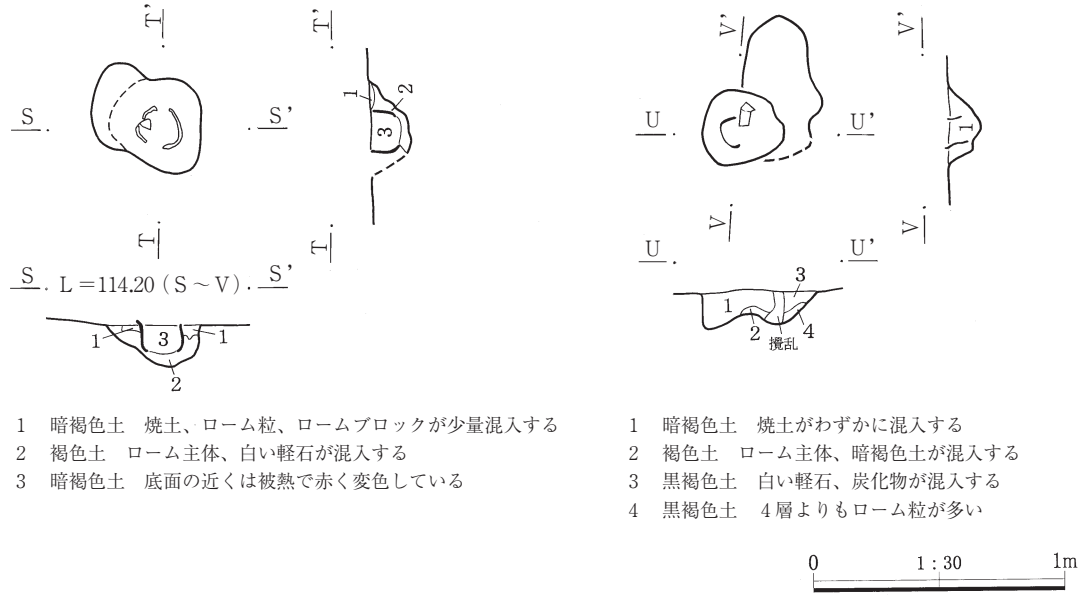 T’ T’ V’ V’
1 2
S S’ 3 U U’ 1
T T V V
S L＝114.20（S～V） S’ U U’
3
1 3 1 1
2 4
2 攪乱
1　暗褐色土　焼土、ローム粒、ロームブロックが少量混入する
2　褐色土　ローム主体、白い軽石が混入する
3　暗褐色土　底面の近くは被熱で赤く変色している
1　暗褐色土　焼土がわずかに混入する
2　褐色土　ローム主体、暗褐色土が混入する
3　黒褐色土　白い軽石、炭化物が混入する
4　黒褐色土　4層よりもローム粒が多い
0 1：30 1m